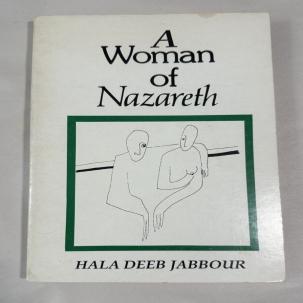 A
Woman
of
Nazareth
HALA DEEB JABBOUR